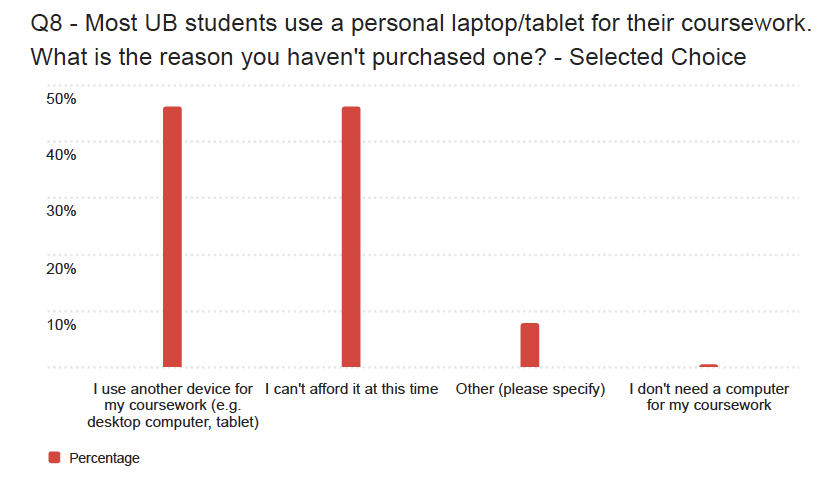 Q8 - Most UB students use a personal laptop/tablet for their coursework.
What is the reason you haven't purchased one? - Selected Choice
50%
40%
30%
20%
10%
I use another device for
my coursework (e.g.
desktop computer, tablet)
I can't afford it at this time
Other (please specify)
I don't need a computer
for my coursework
Percentage